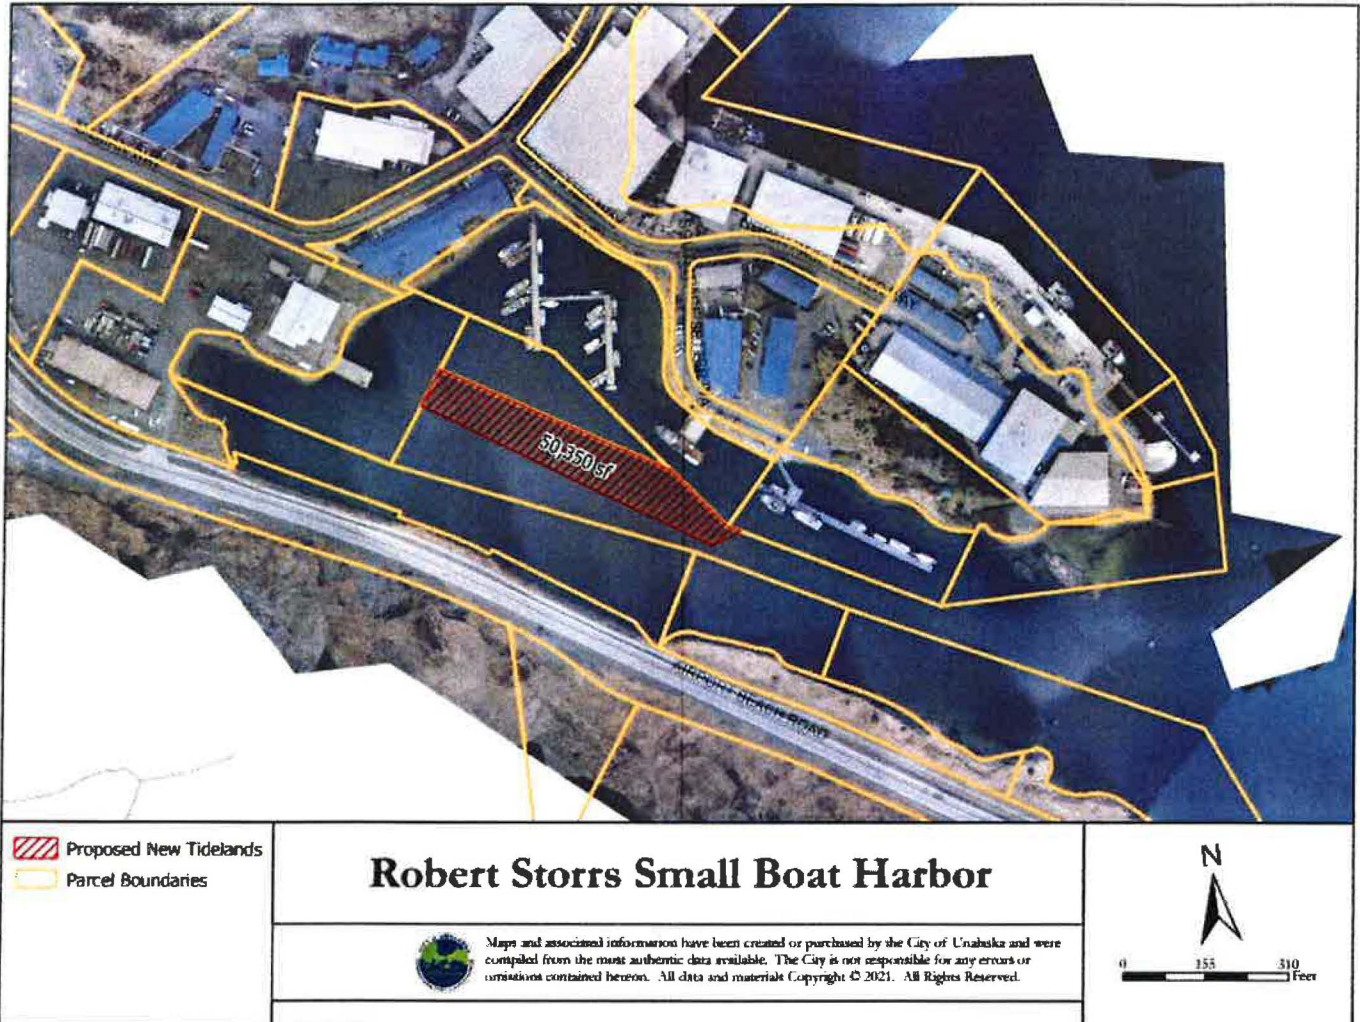 50,350 sf
AIRPORT BEACH ROAD
Proposed New Tidelands
Parcel Boundaries
Robert Storrs Small Boat Harbor
Maps and associated information have been created or purchased by the City of Unalaska and were
compiled from the most authentic data available. The City is not responsible for any errors or
omissions contained hereon. All data and materials Copyright © 2021. All Rights Reserved.
N
0 155 310
Feet